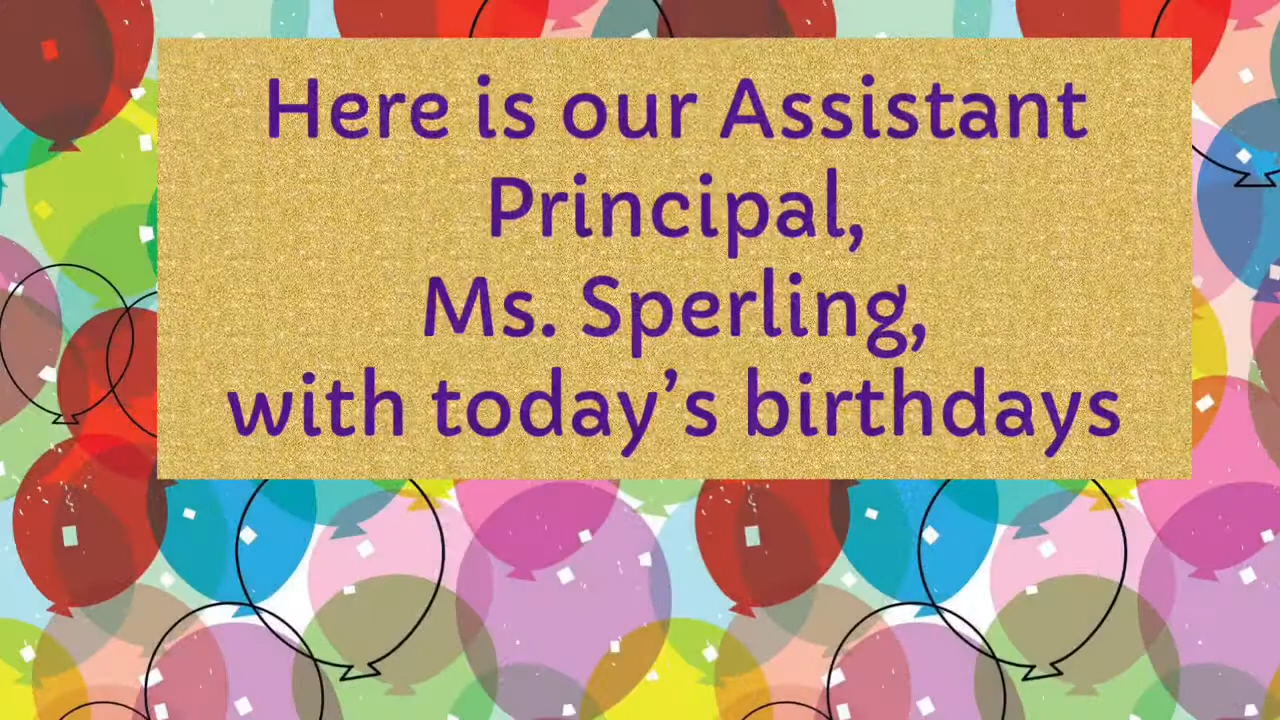 Here is our Assistant
Principal,
Ms. Sperling,
with today’s birthdays